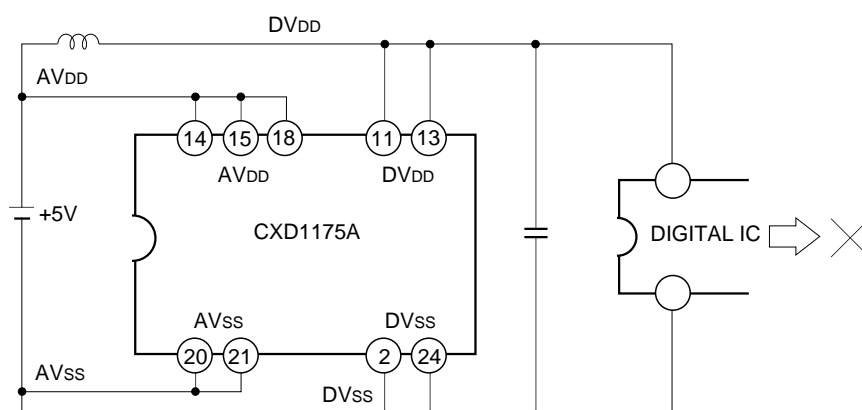 DVDD
AVDD
14 15 18 11 13
AVDD DVDD
+5V
CXD1175A
DIGITAL IC
AVSS DVSS
20 21 2 24
AVSS
DVSS